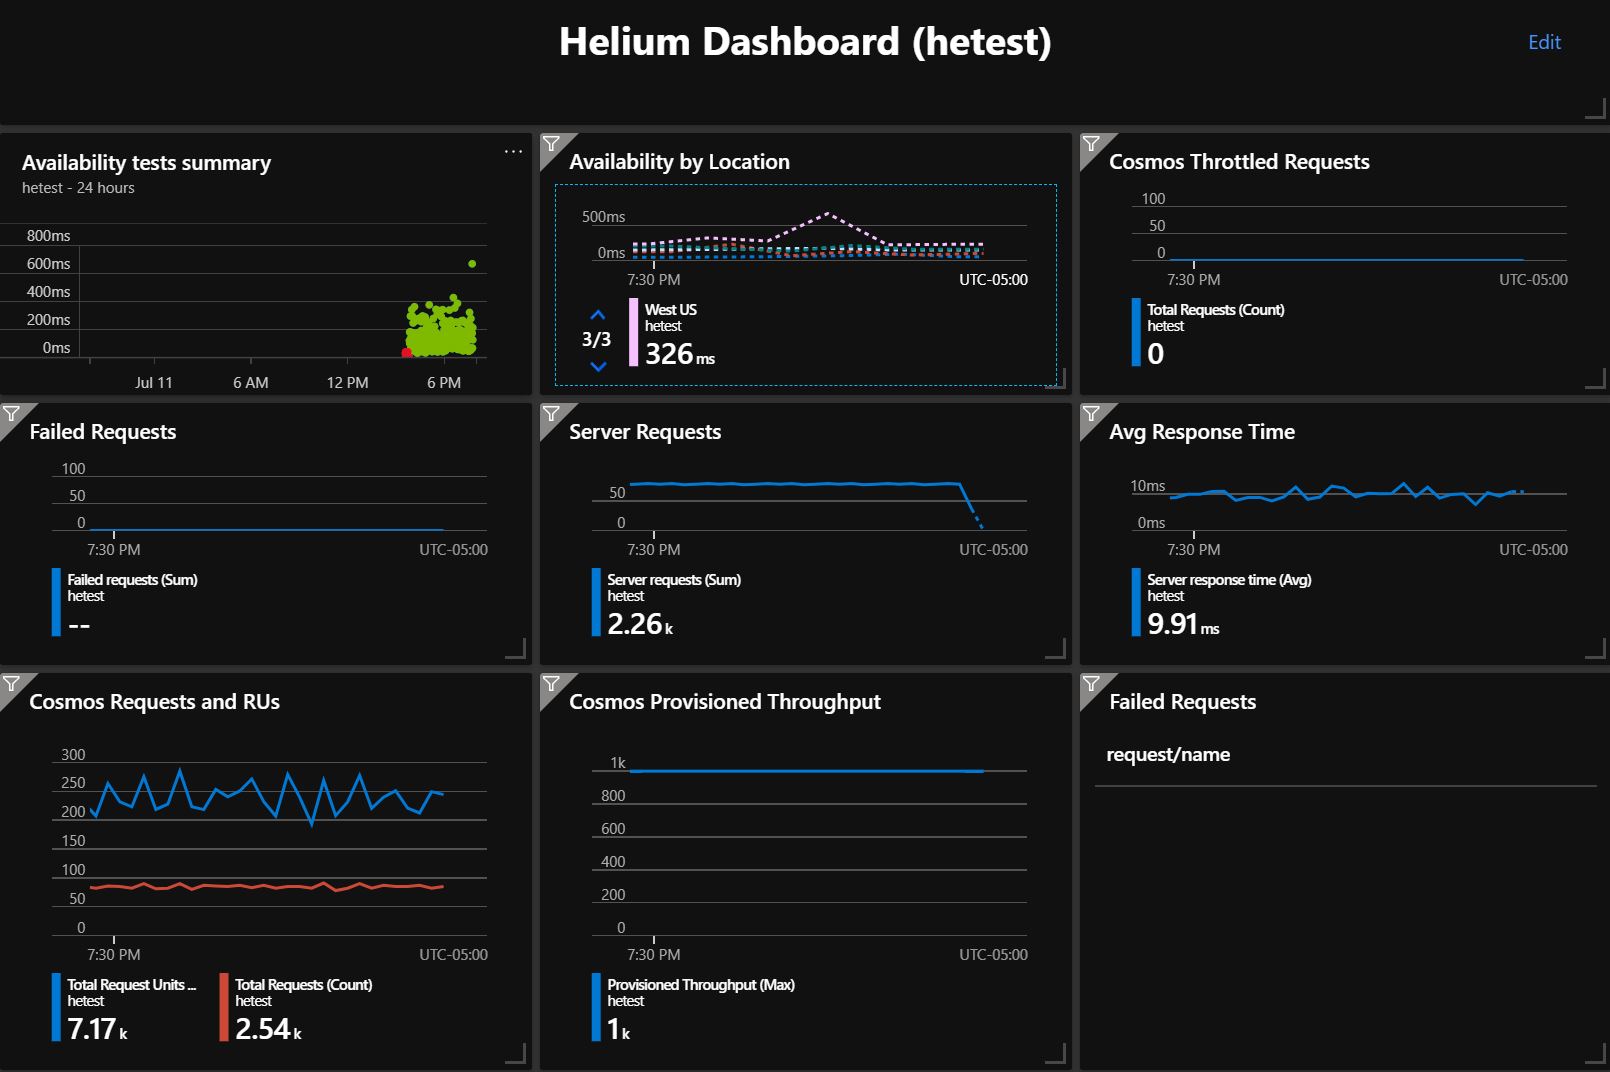 Helium Dashboard (hetest)
Edit
Availability tests summary
hetest - 24 hours
...
800ms
600ms
400ms
200ms
0ms
Jul 11
6 AM
12 PM
6 PM
Availability by Location
500ms
0ms
7:30 PM
UTC-05:00
3/3
West US
hetest
326 ms
Cosmos Throttled Requests
100
50
0
7:30 PM
UTC-05:00
Total Requests (Count)
hetest
0
Failed Requests
100
50
0
7:30 PM
UTC-05:00
Failed requests (Sum)
hetest
--
Server Requests
50
0
7:30 PM
UTC-05:00
Server requests (Sum)
hetest
2.26 k
Avg Response Time
10ms
0ms
7:30 PM
UTC-05:00
Server response time (Avg)
hetest
9.91 ms
Cosmos Requests and RUs
300
250
200
150
100
50
0
7:30 PM
UTC-05:00
Total Request Units ...
hetest
7.17 k
Total Requests (Count)
hetest
2.54 k
Cosmos Provisioned Throughput
1k
800
600
400
200
0
7:30 PM
UTC-05:00
Provisioned Throughput (Max)
hetest
1 k
Failed Requests
request/name